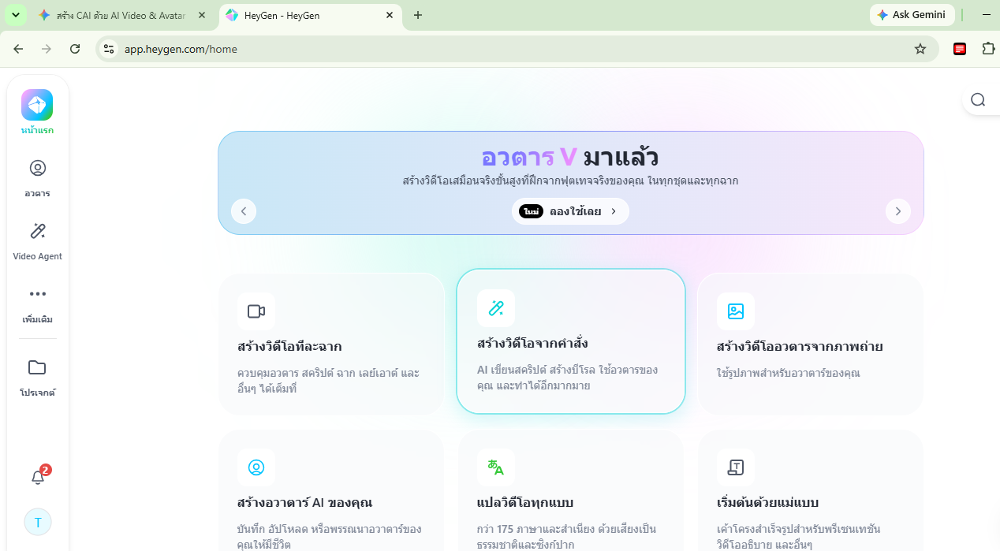 สร้าง CAI ด้วย AI Video & Avatar
HeyGen - HeyGen
Ask Gemini
app.heygen.com/home
หน้าแรก
อวตาร
Video Agent
เพิ่มเติม
โปรเจกต์
2
T
อวตาร V มาแล้ว
สร้างวิดีโอเสมือนจริงขั้นสูงที่ฝึกจากฟุตเทจจริงของคุณ ในทุกชุดและทุกฉาก
ใหม่ ลองใช้เลย
สร้างวิดีโอทีละฉาก
ควบคุมอวตาร สคริปต์ ฉาก เลย์เอาต์ และ
อื่นๆ ได้เต็มที่
สร้างวิดีโอจากคำสั่ง
AI เขียนสคริปต์ สร้างบีโรล ใช้อวตารของ
คุณ และทำได้อีกมากมาย
สร้างวิดีโออวตารจากภาพถ่าย
ใช้รูปภาพสำหรับอวาตาร์ของคุณ
สร้างอวาตาร์ AI ของคุณ
บันทึก อัปโหลด หรือพรรณนาอวาตาร์ของ
คุณให้มีชีวิต
แปลวิดีโอทุกแบบ
กว่า 175 ภาษาและสำเนียง ด้วยเสียงเป็น
ธรรมชาติและซิงก์ปาก
เริ่มต้นด้วยแม่แบบ
เค้าโครงสำเร็จรูปสำหรับพรีเซนเทชัน
วิดีโออธิบาย และอื่นๆ